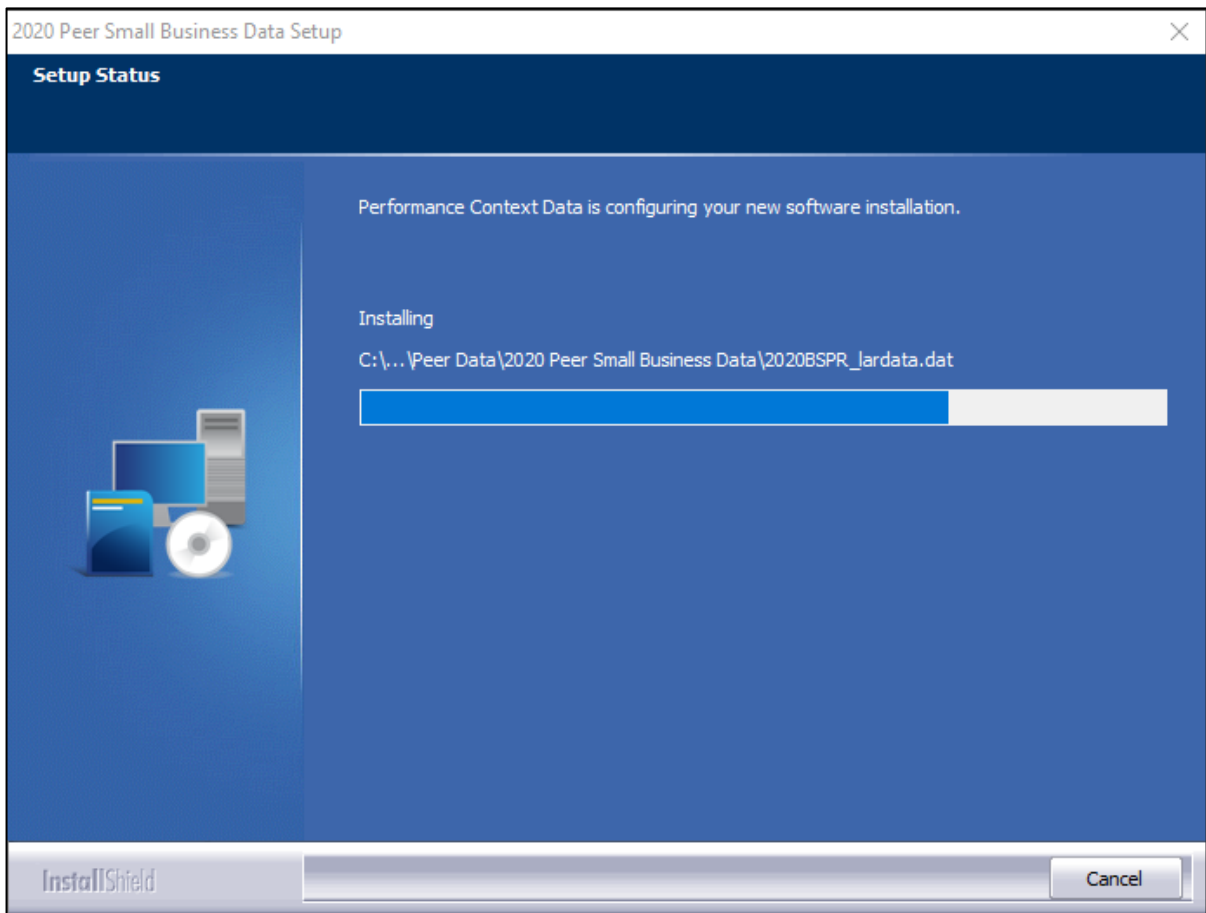 2020 Peer Small Business Data Setup
Setup Status
Performance Context Data is configuring your new software installation.
Installing
C:\...\Peer Data\2020 Peer Small Business Data\2020BSPR_lardata.dat
InstallShield
Cancel